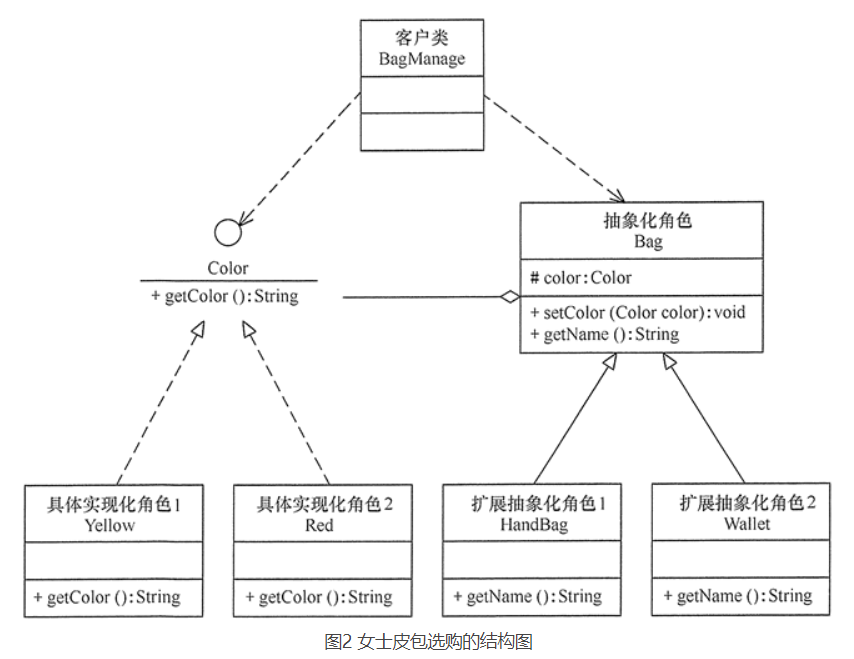 客户类
BagManage
Color
+ getColor ():String
抽象化角色
Bag
# color:Color
+ setColor (Color color):void
+ getName ():String
具体实现化角色1
Yellow
+ getColor ():String
具体实现化角色2
Red
+ getColor ():String
扩展抽象化角色1
HandBag
+ getName ():String
扩展抽象化角色2
Wallet
+ getName ():String
图2 女士皮包选购的结构图